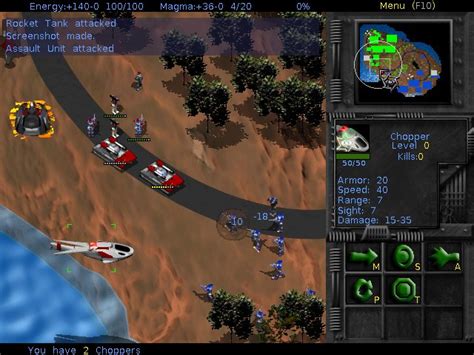 Energy:+140-0 100/100 Magma:+36-0 4/20 0%
Menu (F10)
Rocket Tank attacked
Screenshot made.
Assault Unit attacked
Chopper
Level 0
Kills:0
50/50
Armor: 20
Speed: 40
Range: 7
Sight: 7
Damage: 15-35
10
-18
M
S
A
P
T
You have 2 Choppers